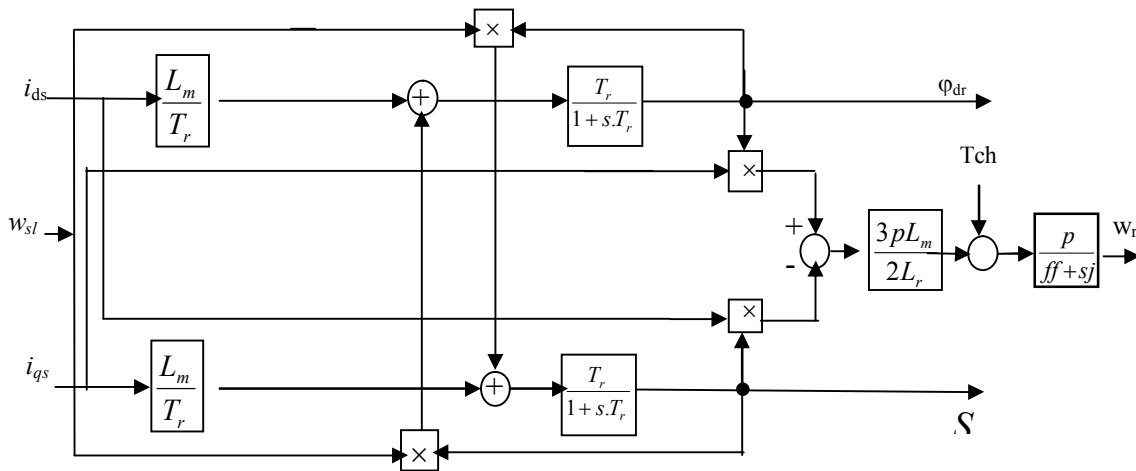 ×
i_ds
L_m / T_r
+
T_r / 1 + s.T_r
φ_dr
×
Tch
w_sl
+
-
3pL_m / 2L_r
p / ff + sj
w_r
×
i_qs
L_m / T_r
+
T_r / 1 + s.T_r
S
×